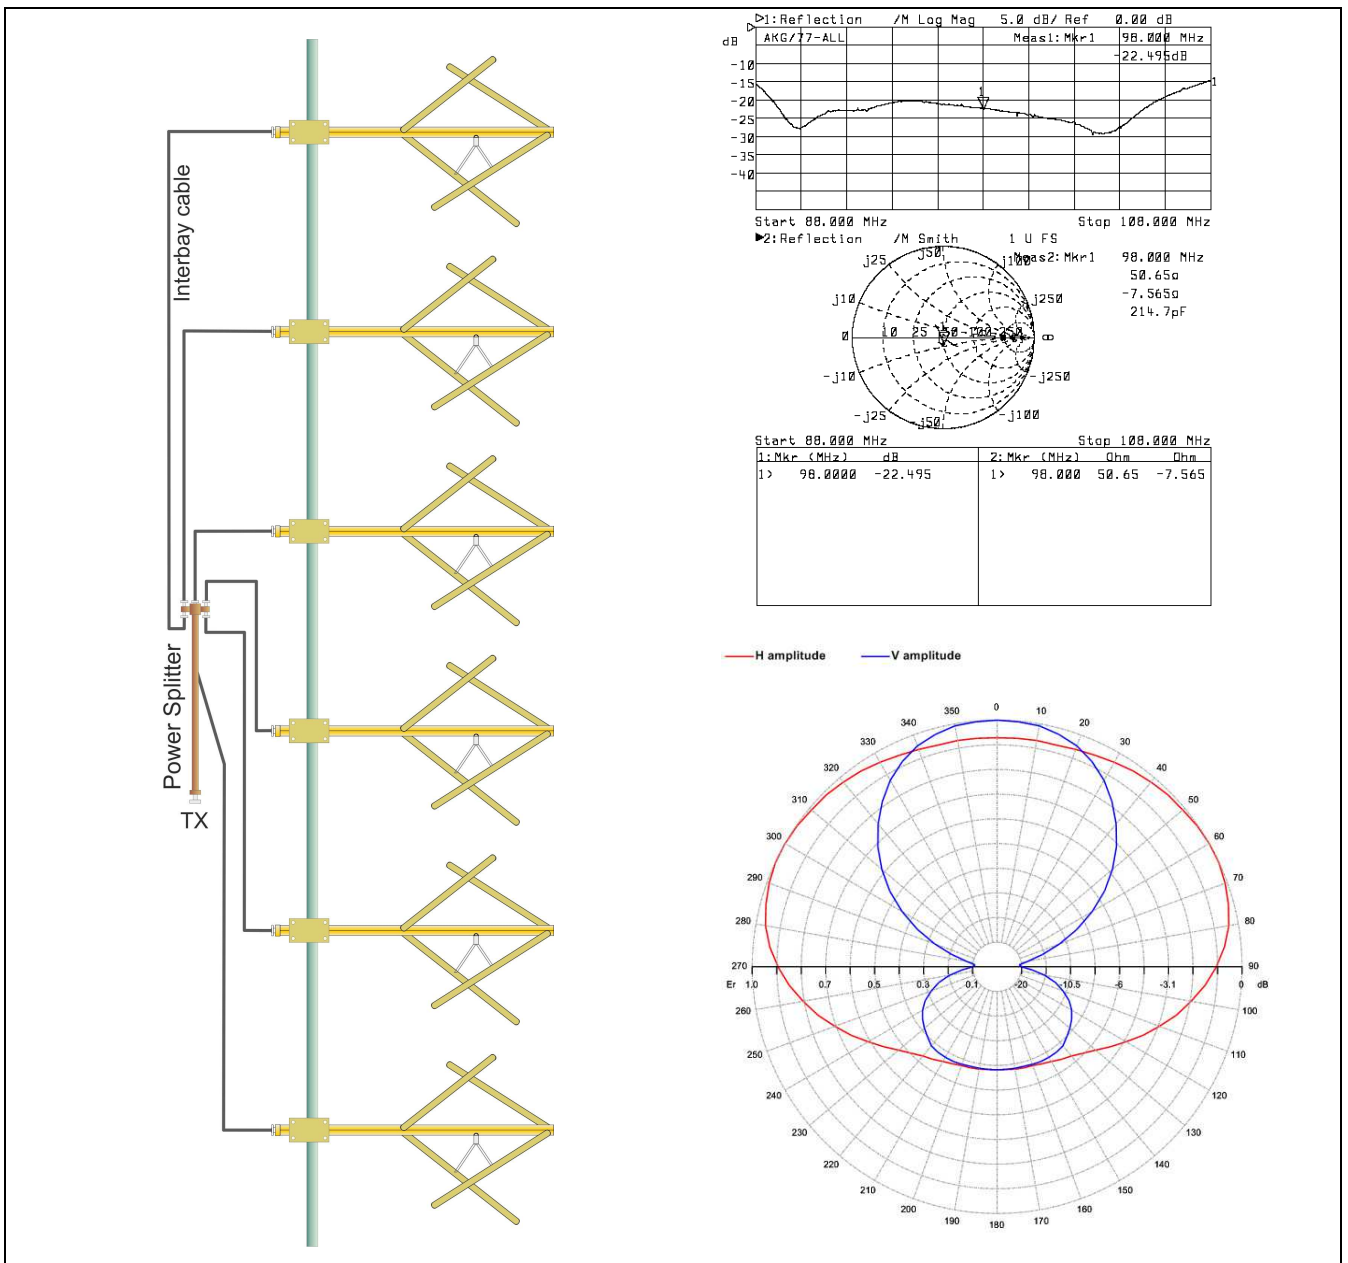 Interbay cable
Power Splitter
TX
1:Reflection /M Log Mag 5.0 dB/ Ref 0.00 dB
dB AKG/77-ALL Meas1:Mkr1 98.000 MHz
-22.495dB
-10
-15
-20
-25
-30
-35
-40
1
1
Start 88.000 MHz Stop 108.000 MHz
2:Reflection /M Smith 1 U FS
Meas2:Mkr1 98.000 MHz
50.65Ω
-7.565Ω
214.7pF
j50
j25 j100
j10 j250
0 10 25 50 100 250
-j10 -j250
-j25 -j100
-j50
Start 88.000 MHz Stop 108.000 MHz
1:Mkr (MHz) dB 2:Mkr (MHz) Ohm Ohm
1> 98.0000 -22.495 1> 98.000 50.65 -7.565
H amplitude V amplitude
0
350 10
340 20
330 30
320 40
310 50
300 60
290 70
280 80
270 90
Er 1.0 0.7 0.5 0.3 0.1 -20 -10.5 -6 -3.1 0 dB
260 100
250 110
240 120
230 130
220 140
210 150
200 160
190 170
180